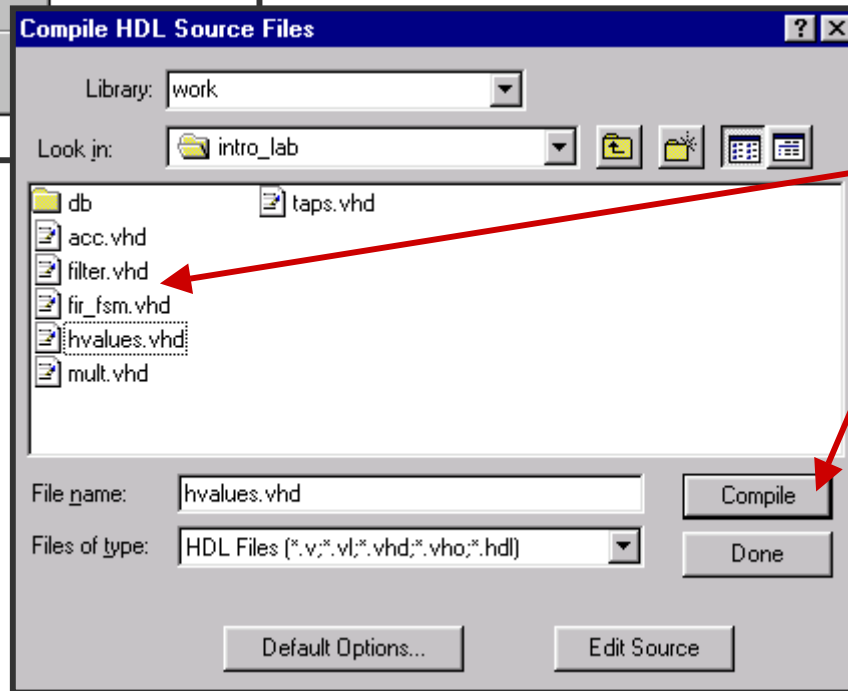 Compile HDL Source Files
Library: work
Look in: intro_lab
db
acc.vhd
filter.vhd
fir_fsm.vhd
hvalues.vhd
mult.vhd
taps.vhd
File name: hvalues.vhd
Compile
Files of type: HDL Files (*.v;*.vl;*.vhd;*.vho;*.hdl)
Done
Default Options...
Edit Source